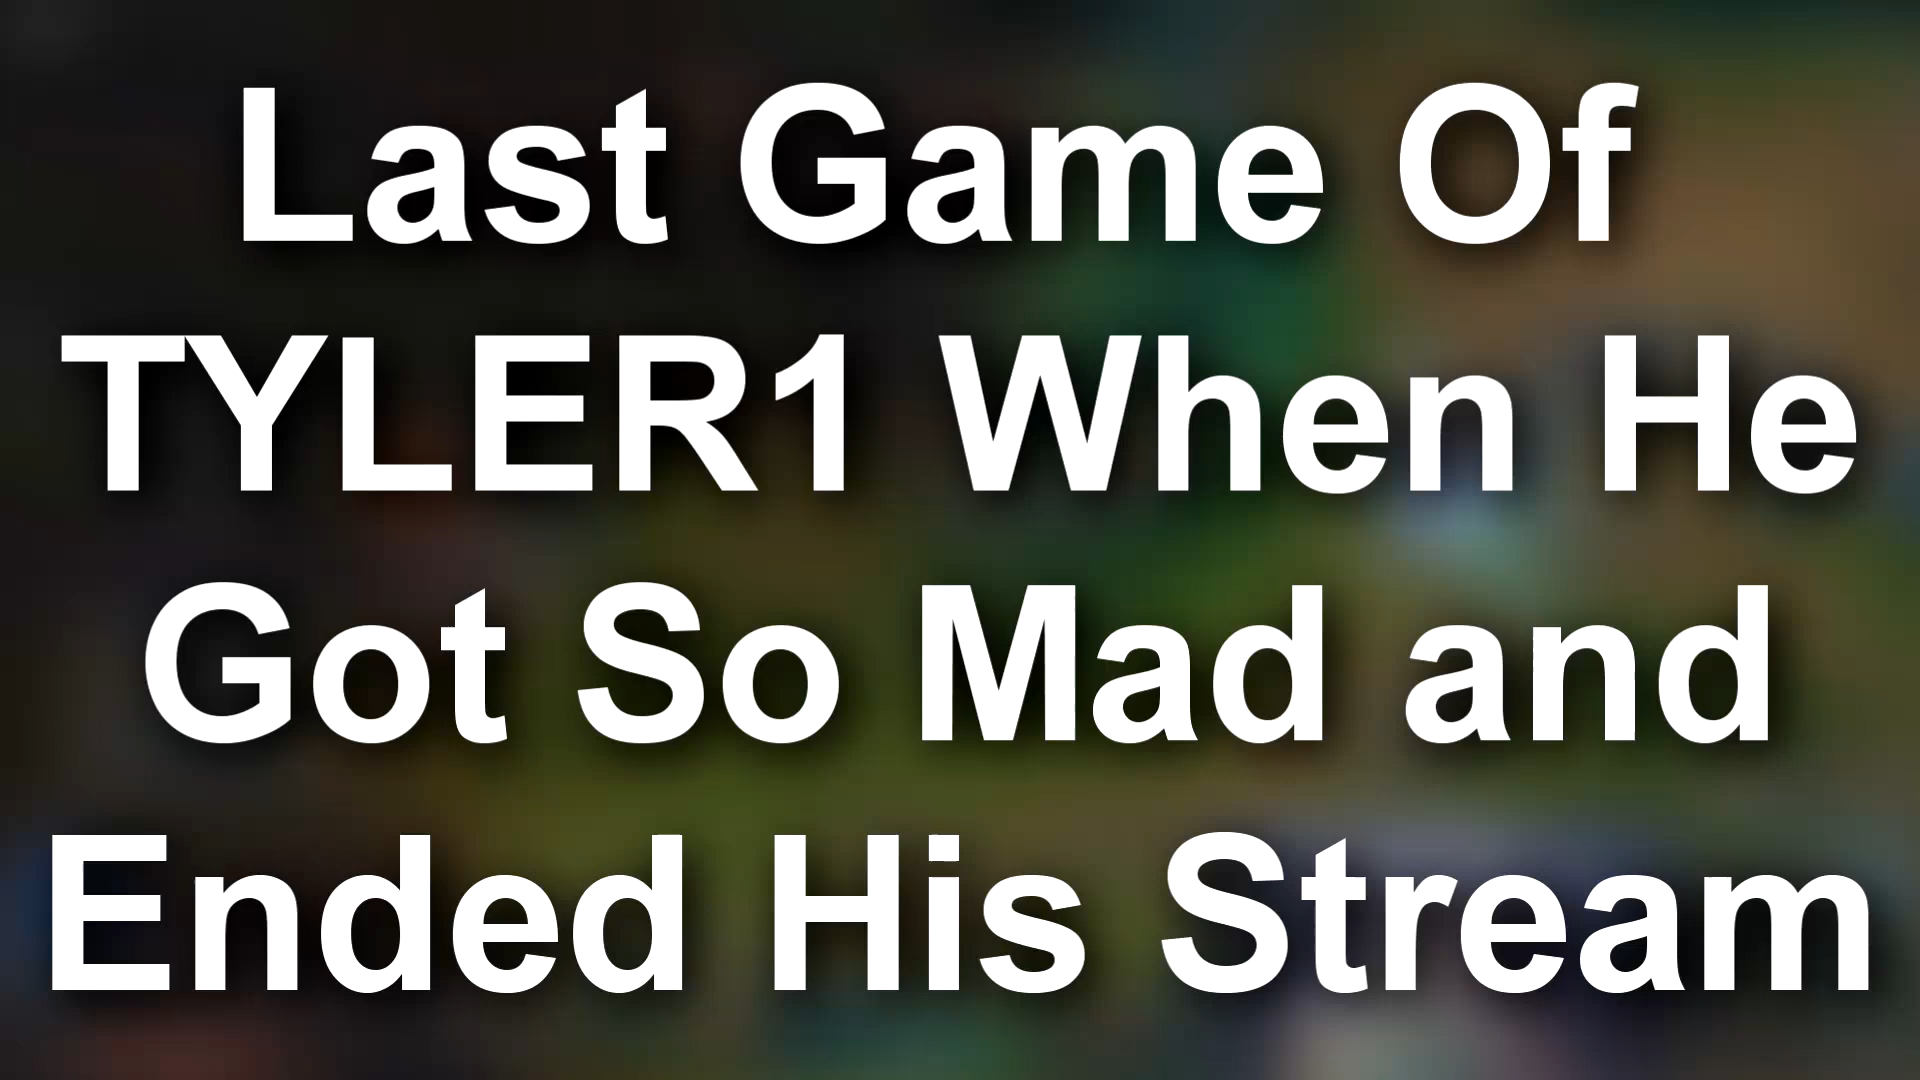 Last Game Of
TYLER1 When He
Got So Mad and
Ended His Stream